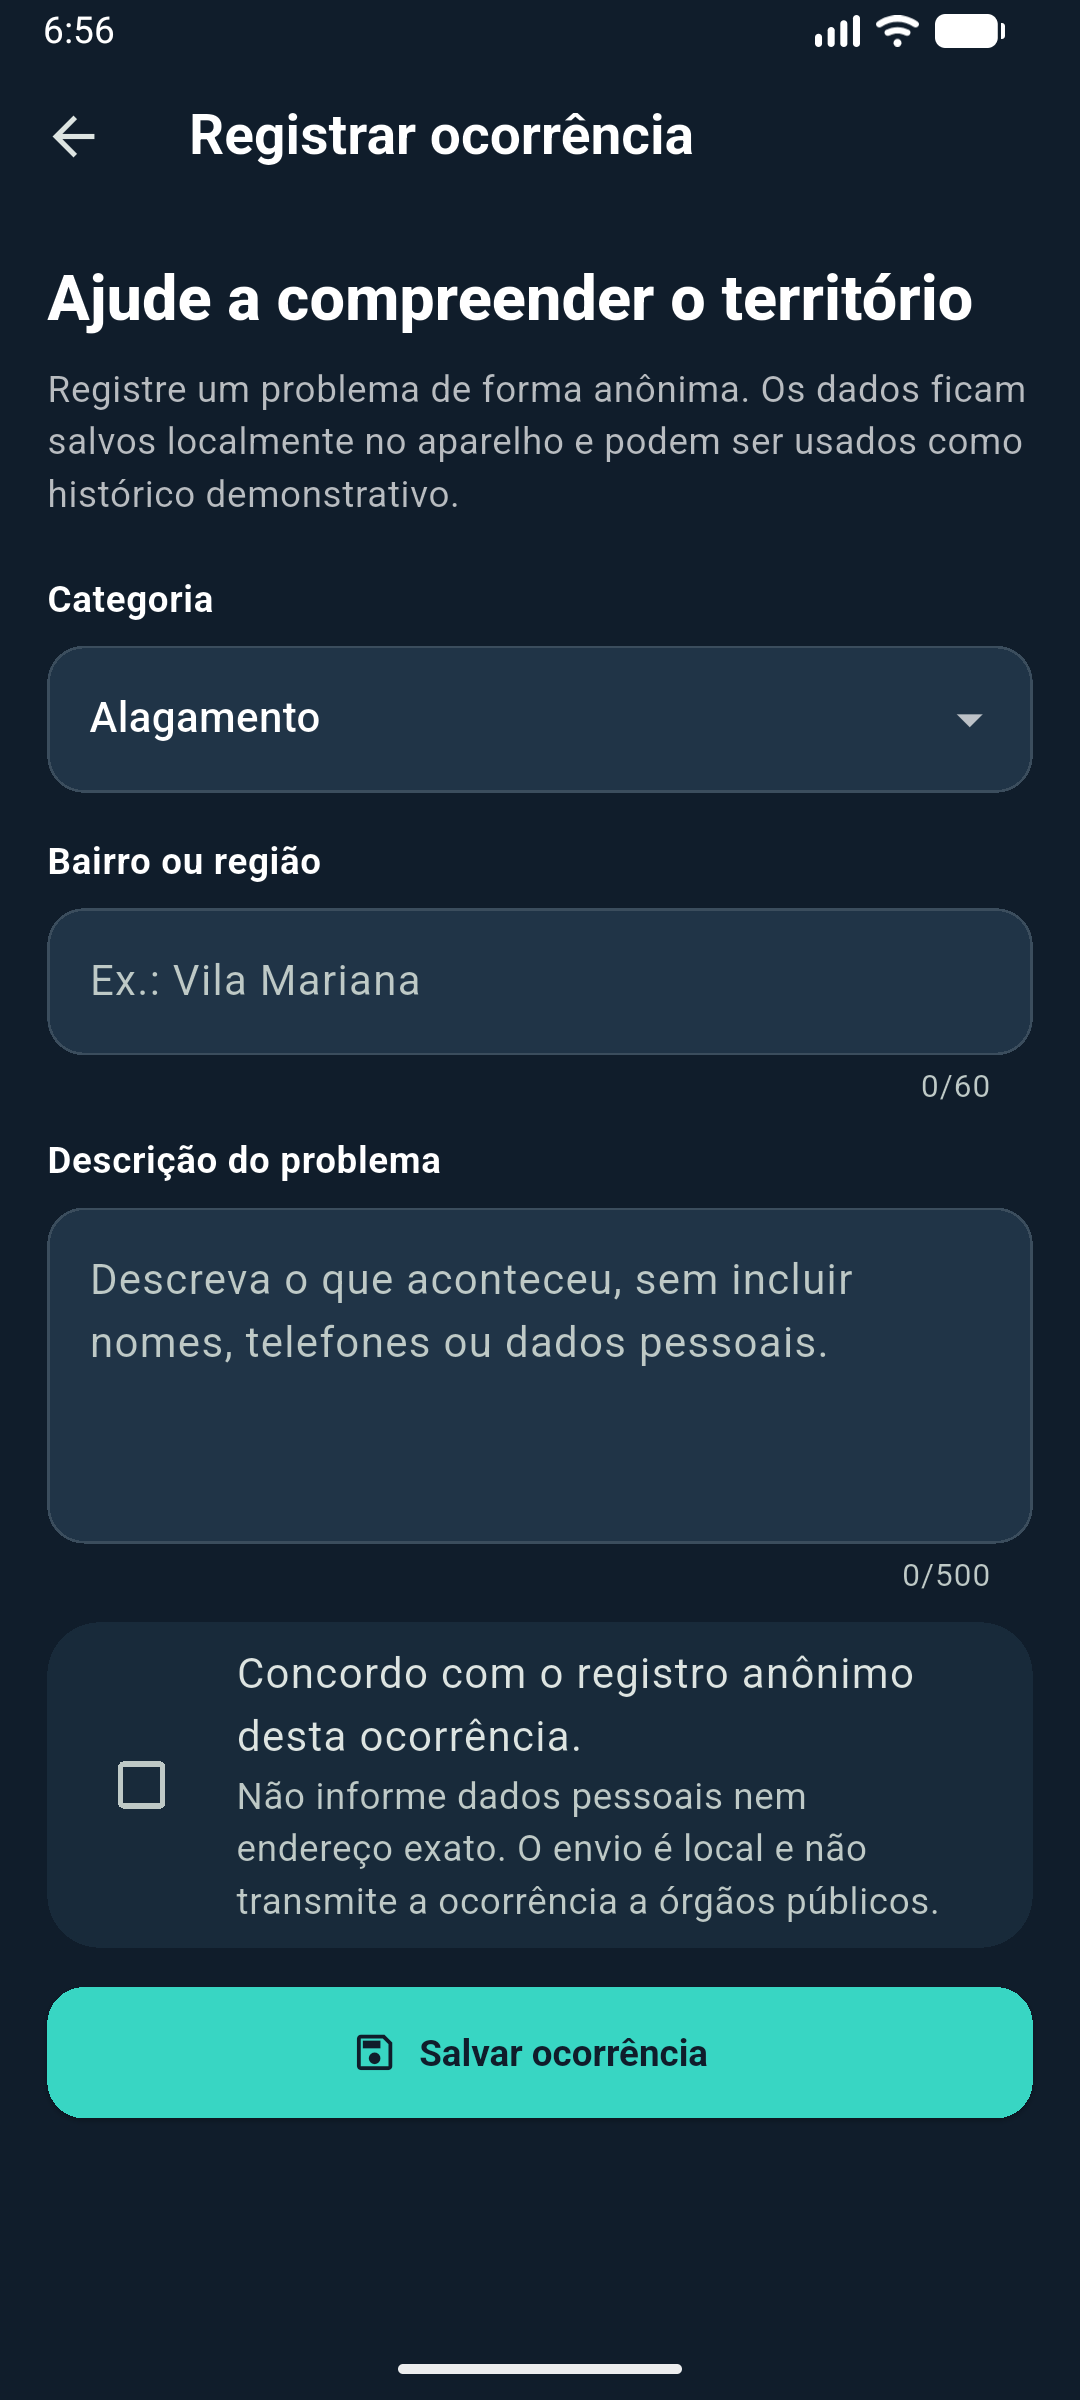 6:56
Registrar ocorrência
Ajude a compreender o território
Registre um problema de forma anônima. Os dados ficam
salvos localmente no aparelho e podem ser usados como
histórico demonstrativo.
Categoria
Alagamento
Bairro ou região
Ex.: Vila Mariana
0/60
Descrição do problema
Descreva o que aconteceu, sem incluir
nomes, telefones ou dados pessoais.
0/500
Concordo com o registro anônimo
desta ocorrência.
Não informe dados pessoais nem
endereço exato. O envio é local e não
transmite a ocorrência a órgãos públicos.
Salvar ocorrência